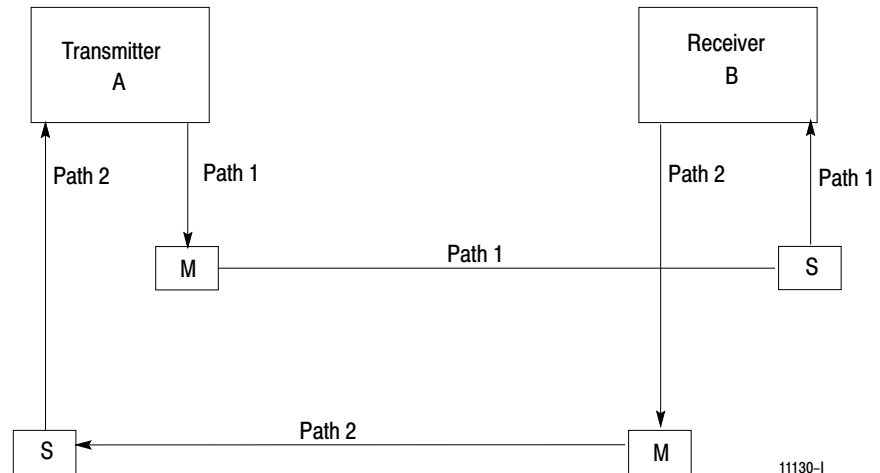 Transmitter
A
Receiver
B
Path 2
Path 1
Path 2
Path 1
M
Path 1
S
S
Path 2
M
11130–I